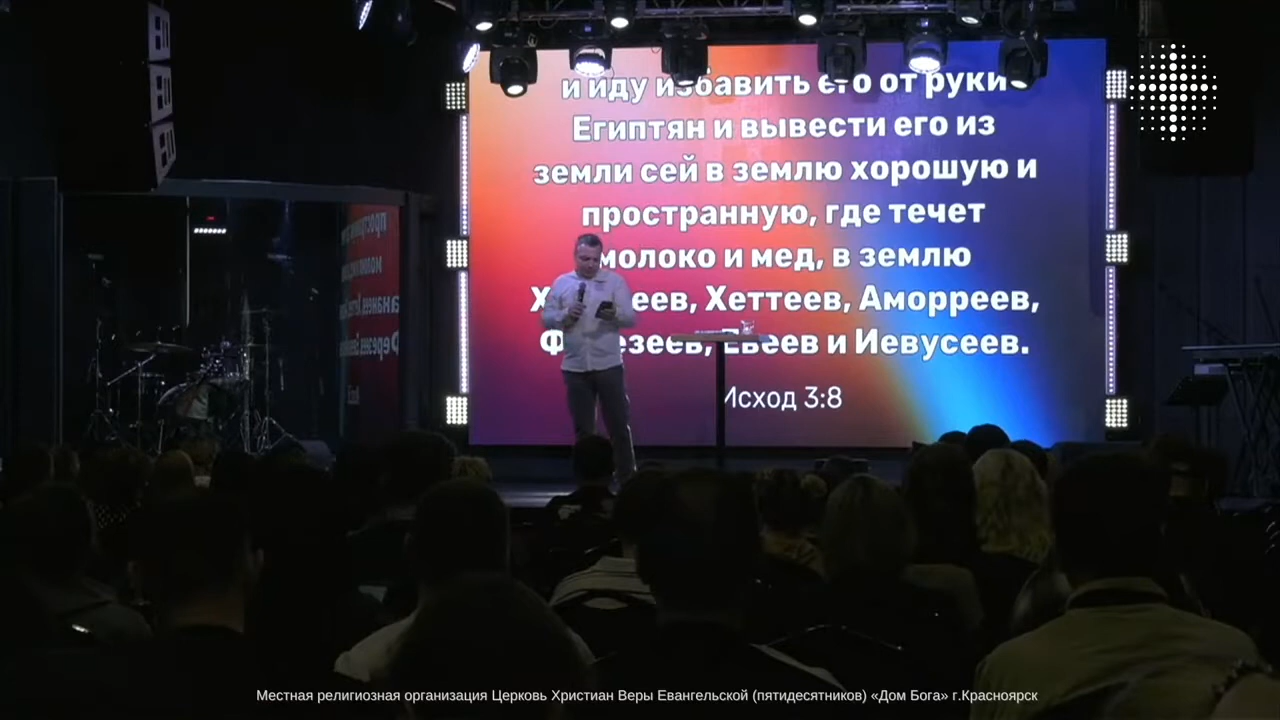 и иду избавить его от руки
Египтян и вывести его из
земли сей в землю хорошую и
пространную, где течет
молоко и мед, в землю
Хеттеев, Аморреев,
Евеев и Иевусеев.
Исход 3:8
Местная религиозная организация Церковь Христиан Веры Евангельской (пятидесятников) «Дом Бога» г.Красноярск